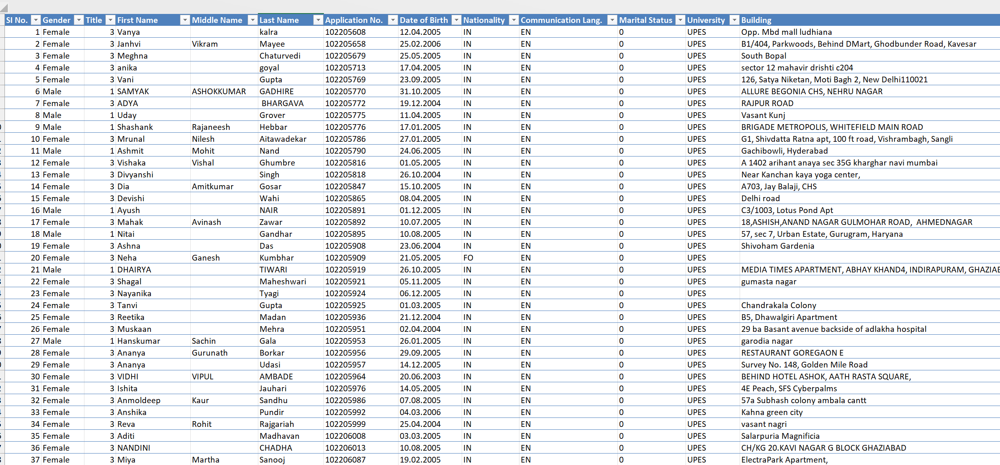 Sl No. Gender Title First Name Middle Name Last Name Application No. Date of Birth Nationality Communication Lang. Marital Status University Building
1 Female 3 Vanya kalra 102205608 12.04.2005 IN EN 0 UPES Opp. Mbd mall ludhiana
2 Female 3 Janhvi Vikram Mayee 102205658 25.02.2006 IN EN 0 UPES B1/404, Parkwoods, Behind DMart, Ghodbunder Road, Kavesar
3 Female 3 Meghna Chaturvedi 102205679 25.05.2005 IN EN 0 UPES South Bopal
4 Female 3 anika goyal 102205713 17.04.2005 IN EN 0 UPES sector 12 mahavir drishti c204
5 Female 3 Vani Gupta 102205769 23.09.2005 IN EN 0 UPES 126, Satya Niketan, Moti Bagh 2, New Delhi110021
6 Male 1 SAMYAK ASHOKKUMAR GADHIRE 102205770 31.10.2005 IN EN 0 UPES ALLURE BEGONIA CHS, NEHRU NAGAR
7 Female 3 ADYA BHARGAVA 102205772 19.12.2004 IN EN 0 UPES RAJPUR ROAD
8 Male 1 Uday Grover 102205775 11.04.2005 IN EN 0 UPES Vasant Kunj
9 Male 1 Shashank Rajaneesh Hebbar 102205776 17.01.2005 IN EN 0 UPES BRIGADE METROPOLIS, WHITEFIELD MAIN ROAD
10 Female 3 Mrunal Nilesh Aitawadekar 102205786 27.01.2005 IN EN 0 UPES G1, Shivdatta Ratna apt, 100 ft road, Vishrambagh, Sangli
11 Male 1 Ashmit Mohit Nand 102205790 24.06.2005 IN EN 0 UPES Gachibowli, Hyderabad
12 Female 3 Vishaka Vishal Ghumbre 102205816 01.05.2005 IN EN 0 UPES A 1402 arihant anaya sec 35G kharghar navi mumbai
13 Female 3 Divyanshi Singh 102205818 26.10.2004 IN EN 0 UPES Near Kanchan kaya yoga center,
14 Female 3 Dia Amitkumar Gosar 102205847 15.10.2005 IN EN 0 UPES A703, Jay Balaji, CHS
15 Female 3 Devishi Wahi 102205865 08.04.2005 IN EN 0 UPES Delhi road
16 Male 1 Ayush NAIR 102205891 01.12.2005 IN EN 0 UPES C3/1003, Lotus Pond Apt
17 Female 3 Mahak Avinash Zawar 102205892 10.07.2005 IN EN 0 UPES 18,ASHISH,ANAND NAGAR GULMOHAR ROAD, AHMEDNAGAR
18 Male 1 Nitai Gandhar 102205895 10.08.2005 IN EN 0 UPES 57, sec 7, Urban Estate, Gurugram, Haryana
19 Female 3 Ashna Das 102205908 23.06.2004 IN EN 0 UPES Shivoham Gardenia
20 Female 3 Neha Ganesh Kumbhar 102205909 21.05.2005 FO EN 0 UPES
21 Male 1 DHAIRYA TIWARI 102205919 26.10.2005 IN EN 0 UPES MEDIA TIMES APARTMENT, ABHAY KHAND4, INDIRAPURAM,
22 Female 3 Shagal Maheshwari 102205921 05.11.2005 IN EN 0 UPES gumasta nagar
23 Female 3 Nayanika Tyagi 102205924 06.12.2005 IN EN 0 UPES
24 Female 3 Tanvi Gupta 102205925 01.03.2005 IN EN 0 UPES Chandrakala Colony
25 Female 3 Reetika Madan 102205936 21.12.2004 IN EN 0 UPES B5, Dhawalgiri Apartment
26 Female 3 Muskaan Mehra 102205951 02.04.2004 IN EN 0 UPES 29 ba Basant avenue backside of adlakha hospital
27 Male 1 Hanskumar Sachin Gala 102205953 26.01.2005 IN EN 0 UPES garodia nagar
28 Female 3 Ananya Gurunath Borkar 102205956 29.09.2005 IN EN 0 UPES RESTAURANT GOREGAON E
29 Female 3 Ananya Udasi 102205957 14.12.2005 IN EN 0 UPES Survey No. 148, Golden Mile Road
30 Female 3 VIDHI VIPUL AMBADE 102205964 20.06.2003 IN EN 0 UPES BEHIND HOTEL ASHOK, AATH RASTA SQUARE,
31 Female 3 Ishita Jauhari 102205976 14.05.2005 IN EN 0 UPES 4E Peach, SFS Cyberpalms
32 Female 3 Anmoldeep Kaur Sandhu 102205986 07.08.2005 IN EN 0 UPES 57a Subhash colony ambala cantt
33 Female 3 Anshika Pundir 102205992 04.03.2006 IN EN 0 UPES Kahna green city
34 Female 3 Reva Rohit Rajgariah 102205999 25.04.2004 IN EN 0 UPES vasant nagri
35 Female 3 Aditi Madhavan 102206008 03.03.2005 IN EN 0 UPES Salarpuria Magnificia
36 Female 3 NANDINI CHADHA 102206013 10.08.2005 IN EN 0 UPES CH/KG 20.KAVI NAGAR G BLOCK GHAZIABAD
37 Female 3 Miya Martha Sanooj 102206087 19.02.2005 IN EN 0 UPES ElectraPark Apartment,